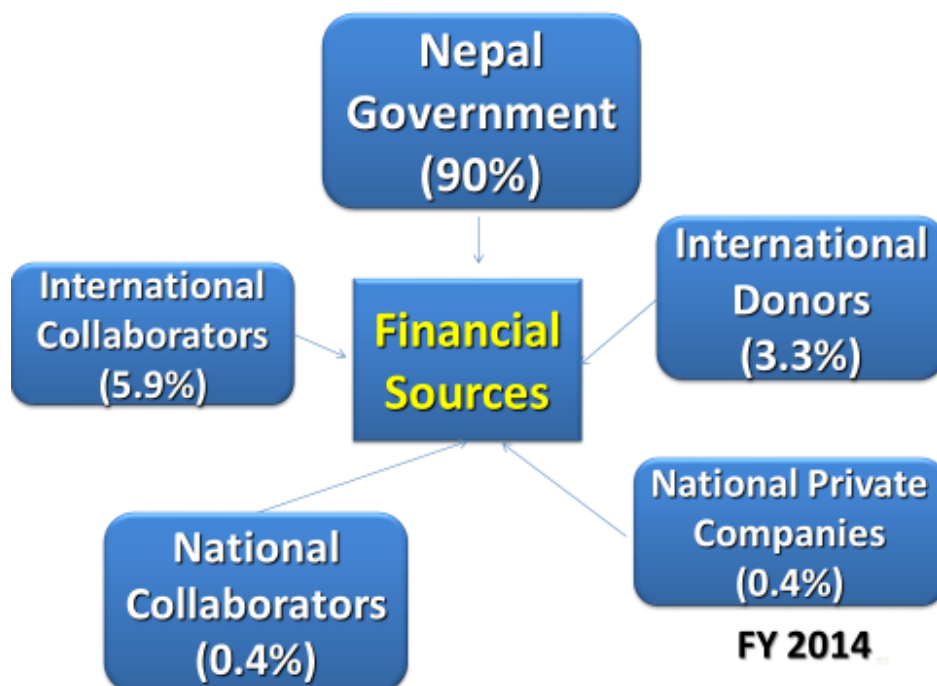 Nepal
Government
(90%)
International
Collaborators
(5.9%)
Financial
Sources
International
Donors
(3.3%)
National
Collaborators
(0.4%)
National Private
Companies
(0.4%)
FY 2014